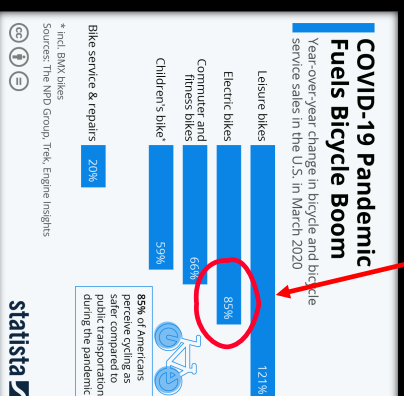 COVID-19 Pandemic
Fuels Bicycle Boom
Year-over-year change in bicycle and bicycle
service sales in the U.S. in March 2020
Leisure bikes 121%
Electric bikes 85%
Commuter and
fitness bikes 66%
Children's bike* 59%
Bike service & repairs 20%
85% of Americans
perceive cycling as
safer compared to
public transportation
during the pandemic
* incl. BMX bikes
Sources: The NPD Group, Trek, Engine Insights
cc
statista